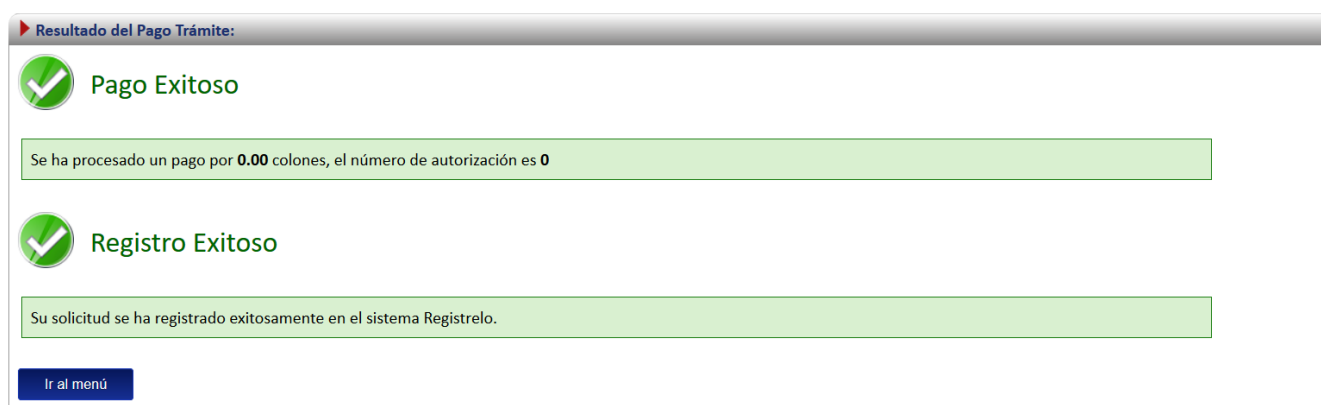 Resultado del Pago Trámite:
Pago Exitoso
Se ha procesado un pago por 0.00 colones, el número de autorización es 0
Registro Exitoso
Su solicitud se ha registrado exitosamente en el sistema Registrelo.
Ir al menú